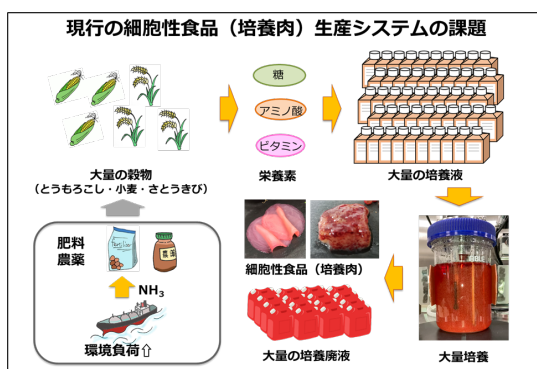 現行の細胞性食品（培養肉）生産システムの課題
糖
アミノ酸
ビタミン
栄養素
大量の穀物
（とうもろこし・小麦・さとうきび）
大量の培養液
肥料
農薬
農薬
NH₃
環境負荷⇧
細胞性食品（培養肉）
大量の培養廃液
大量培養